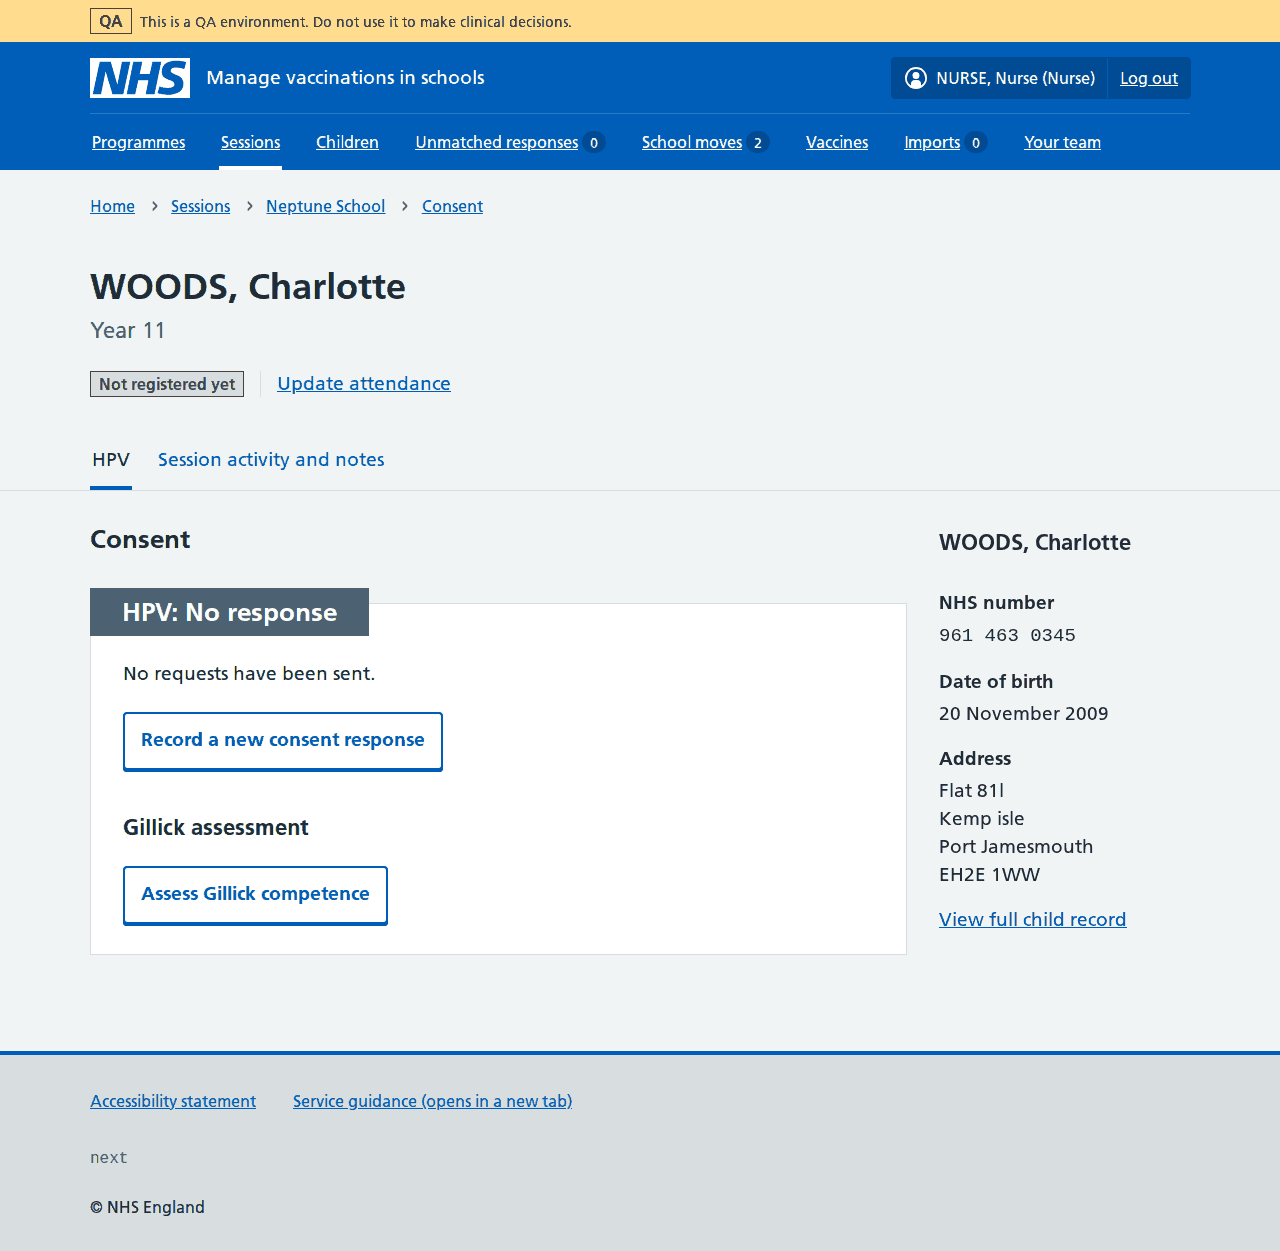 QA This is a QA environment. Do not use it to make clinical decisions.
NHS Manage vaccinations in schools NURSE, Nurse (Nurse) Log out
Programmes Sessions Children Unmatched responses 0 School moves 2 Vaccines Imports 0 Your team
Home Sessions Neptune School Consent
WOODS, Charlotte
Year 11
Not registered yet Update attendance
HPV Session activity and notes
Consent
HPV: No response
No requests have been sent.
Record a new consent response
Gillick assessment
Assess Gillick competence
WOODS, Charlotte
NHS number
961 463 0345
Date of birth
20 November 2009
Address
Flat 81l
Kemp isle
Port Jamesmouth
EH2E 1WW
View full child record
Accessibility statement Service guidance (opens in a new tab)
next
© NHS England